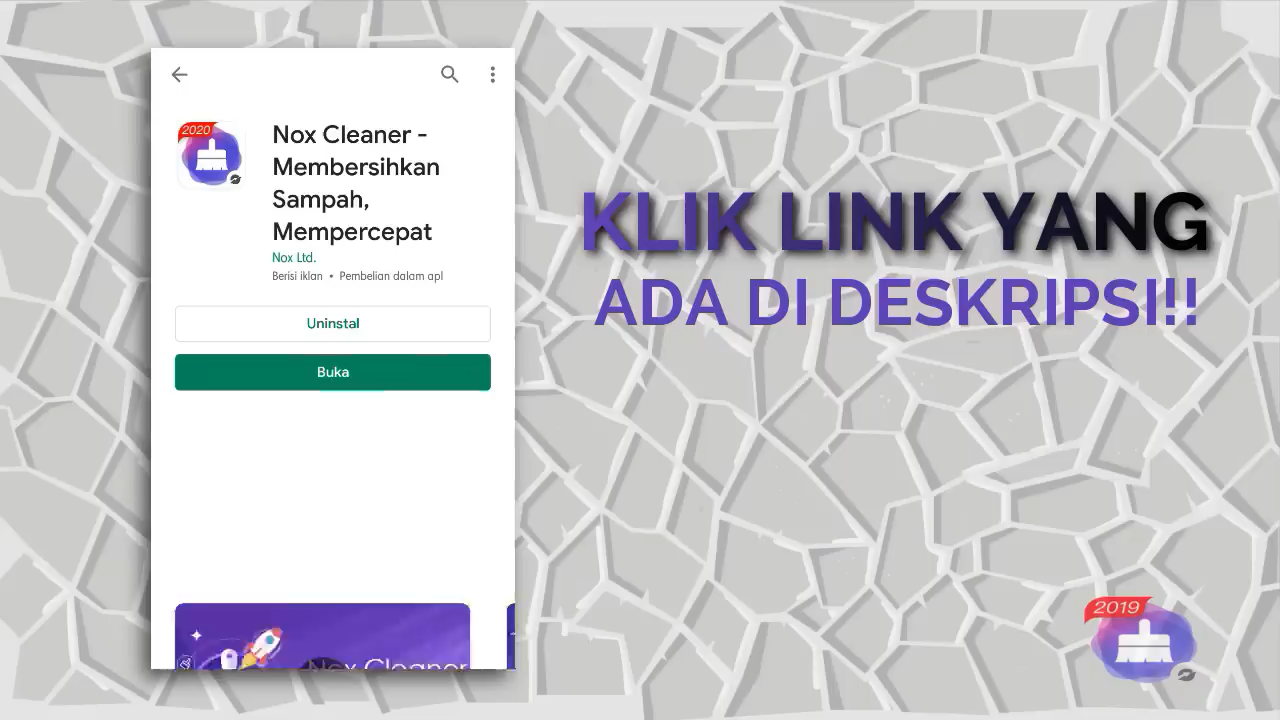 2020
Nox Cleaner -
Membersihkan
Sampah,
Mempercepat
Nox Ltd.
Berisi iklan • Pembelian dalam apl
Uninstal
Buka
Nox Cleaner
KLIK LINK YANG
ADA DI DESKRIPSI!!
2019